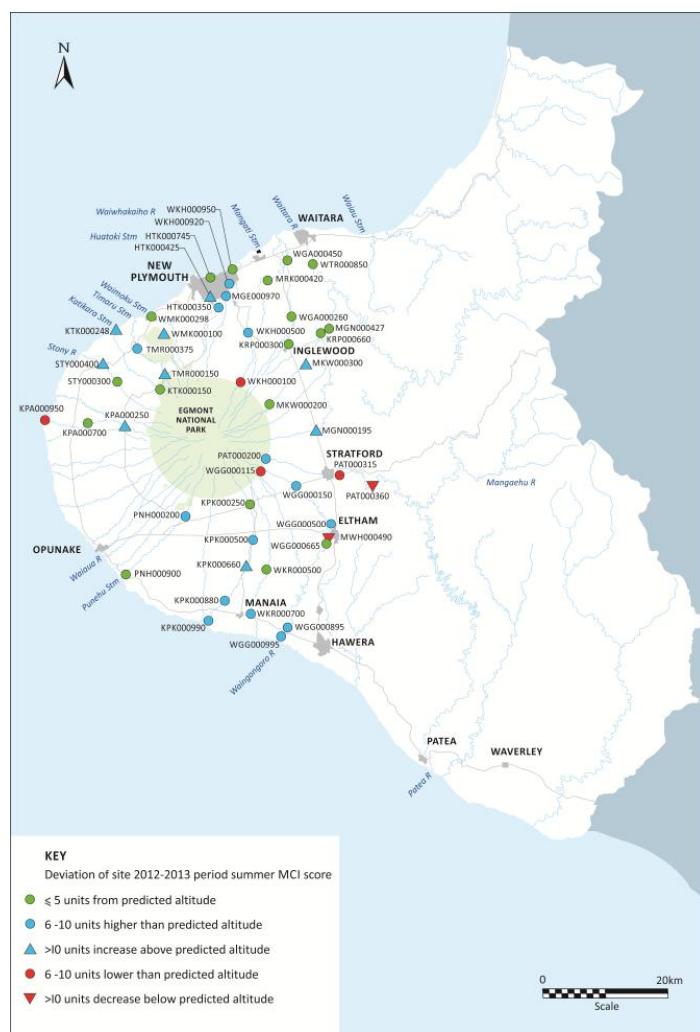 N
WKH000950
Waiwhakaiho R
WKH000920
Mangati Stm
Waitara R
WAITARA
Waiau Stm
HTK000745
Huatoki Stm
HTK000425
WGA000450
NEW
PLYMOUTH
WTR000850
MRK000420
MGE000970
Waimoku Stm
HTK000350
Timaru Stm
WMK000298
WGA000260
Katikara Stm
KTK000248
WMK000100
WKH000500
MGN000427
KRP000660
KRP000300
INGLEWOOD
TMR000375
Stony R
STY000400
MKW000300
TMR000150
STY000300
WKH000100
KTK000150
MKW000200
KPA000950
KPA000250
EGMONT
NATIONAL
PARK
KPA000700
MGN000195
PAT000200
STRATFORD
PAT000315
WGG000115
Mangaehu R
WGG000150
PAT000360
KPK000250
PNH000200
WGG000500
ELTHAM
KPK000500
MWH000490
WGG000665
OPUNAKE
Waiaua R
KPK000660
WKR000500
PNH000900
Punehu Stm
KPK000880
MANAIA
WKR000700
KPK000990
WGG000895
WGG000995
HAWERA
Waingongoro R
PATEA
WAVERLEY
Patea R
KEY
Deviation of site 2012-2013 period summer MCI score
⩽ 5 units from predicted altitude
6 -10 units higher than predicted altitude
>I0 units increase above predicted altitude
6 -10 units lower than predicted altitude
>I0 units decrease below predicted altitude
0 20km
Scale